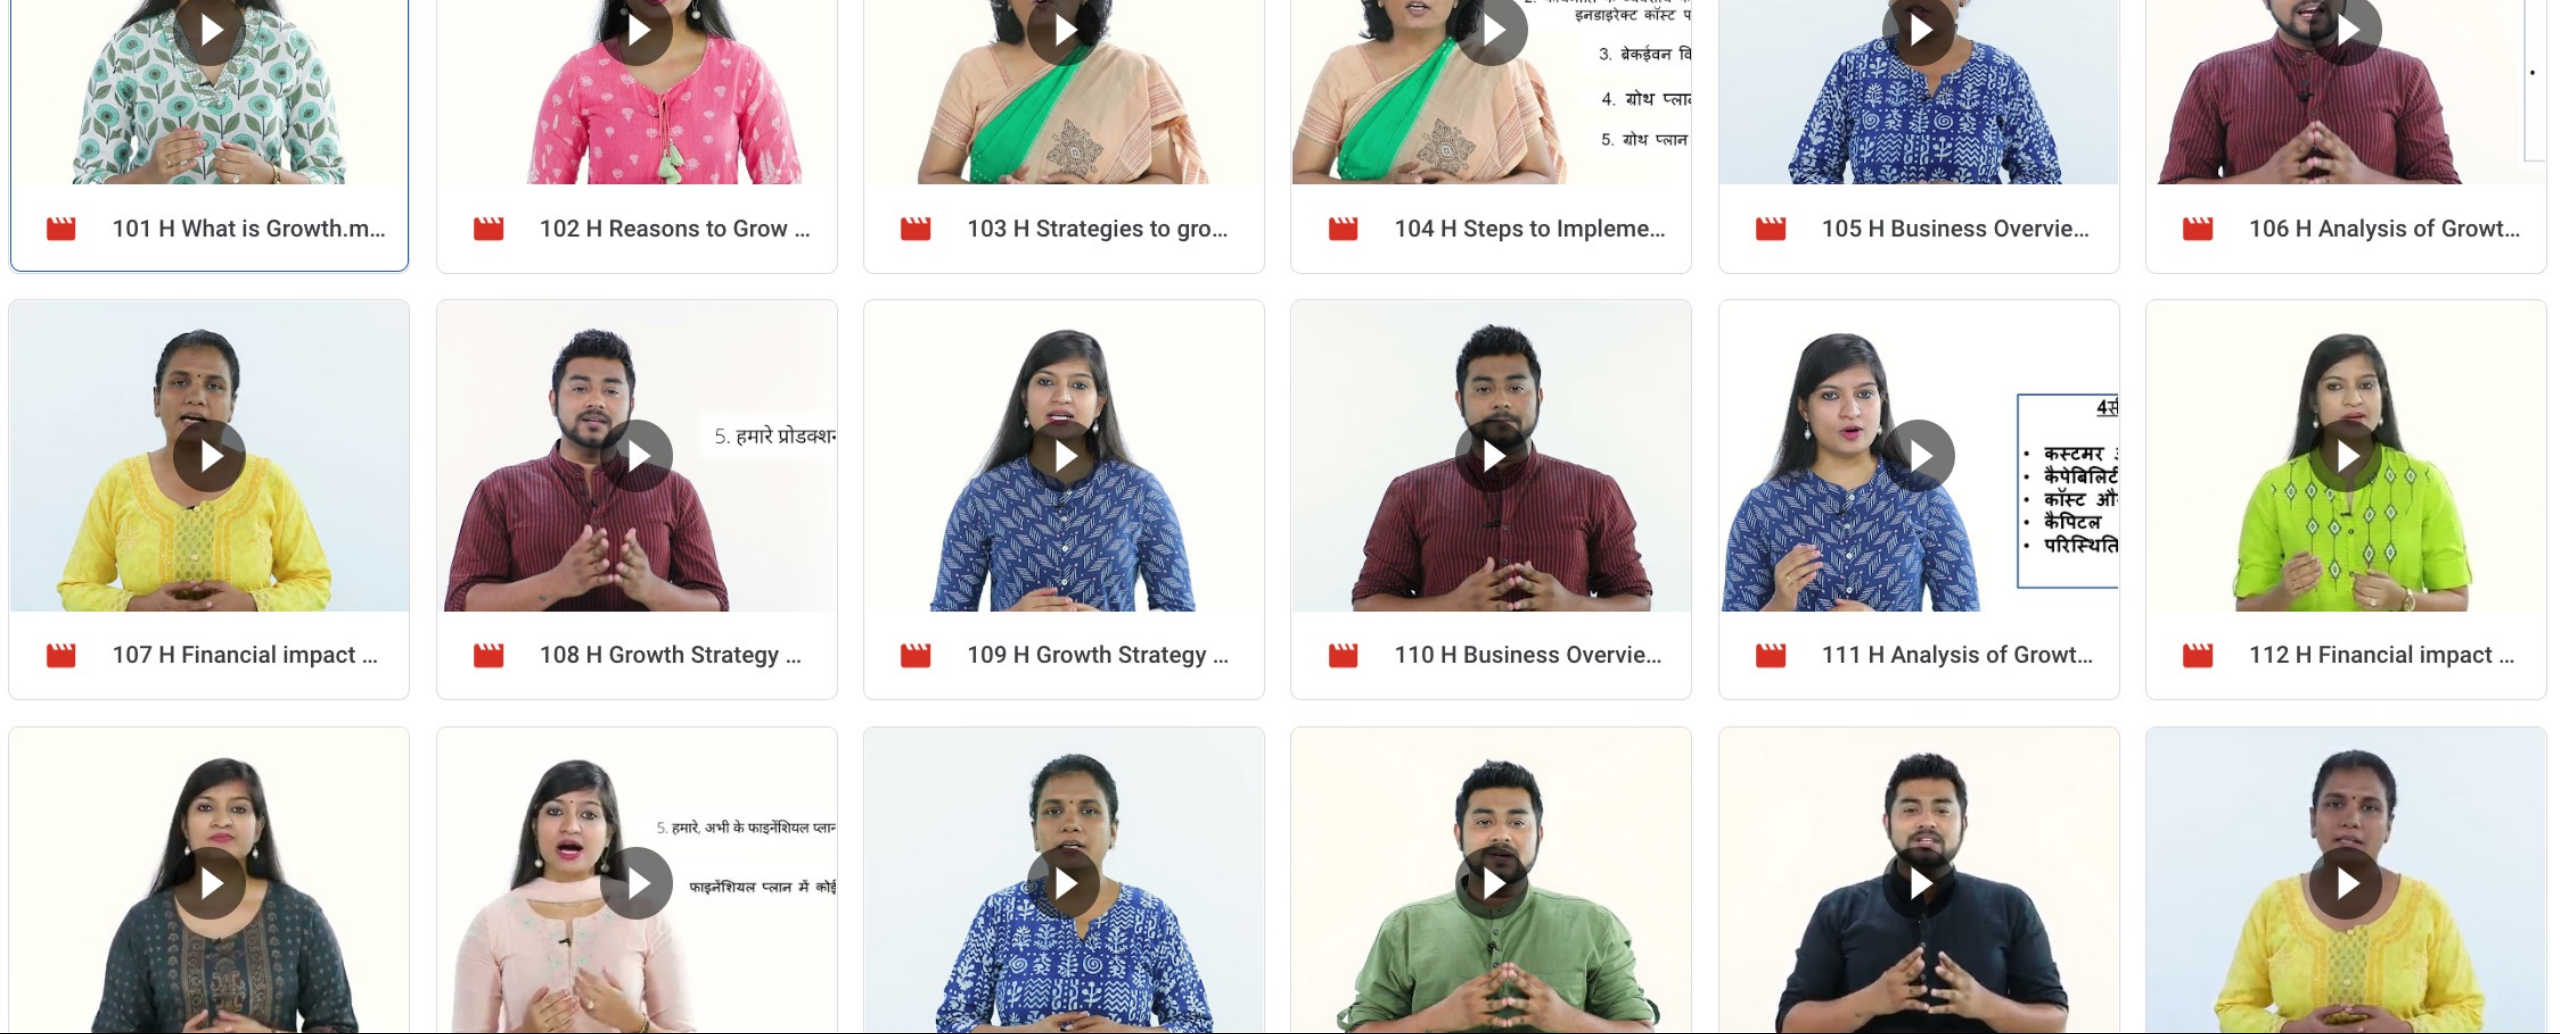 इनडाइरेक्ट कॉस्ट
3. ब्रेकईवन
4. ग्रोथ
5. ग्रोथ प्लान
101 H What is Growth.m...
102 H Reasons to Grow ...
103 H Strategies to gro...
104 H Steps to Impleme...
105 H Business Overvie...
106 H Analysis of Growt...
5. हमारे
4सी
• कस्टमर
• कैपेबिलिटी
• कॉस्ट
• कैपिटल
• परिस्थिति
107 H Financial impact ...
108 H Growth Strategy ...
109 H Growth Strategy ...
110 H Business Overvie...
111 H Analysis of Growt...
112 H Financial impact ...
5. हमारे, अभी के फाइनेंशियल
फाइनेंशियल प्लान में